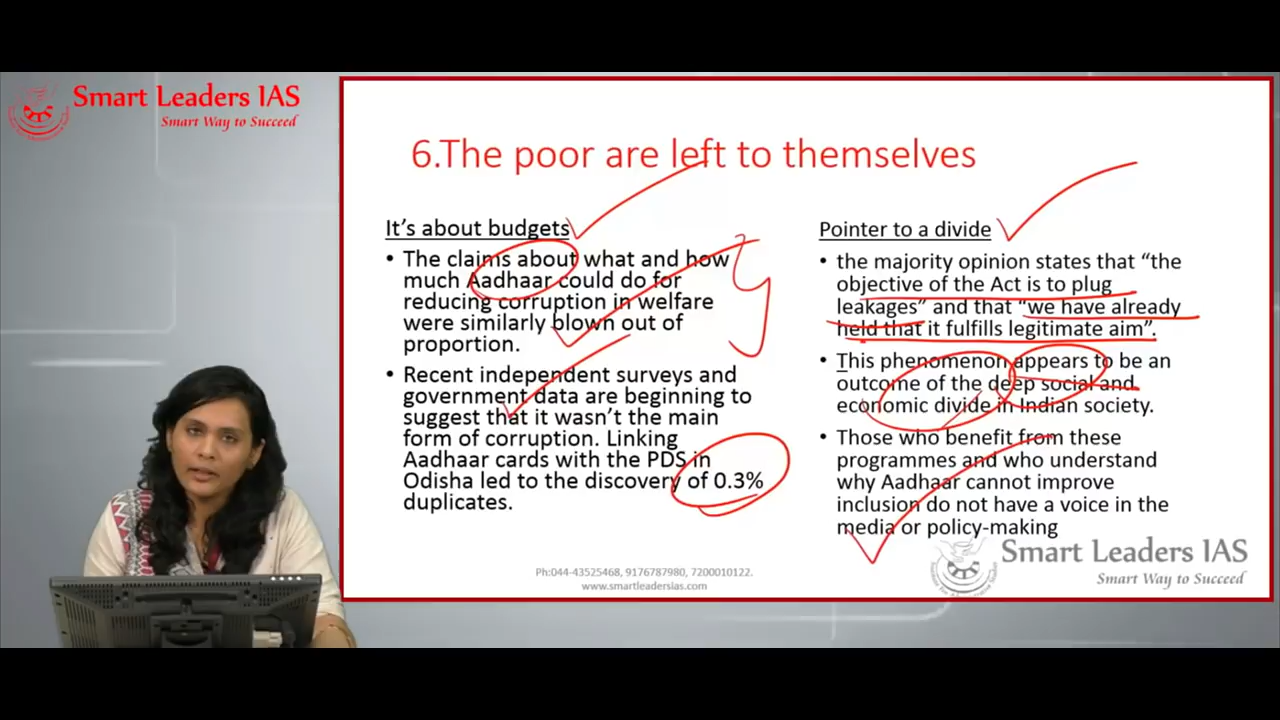 Smart Leaders IAS
Smart Way to Succeed
6.The poor are left to themselves
It’s about budgets
• The claims about what and how
much Aadhaar could do for
reducing corruption in welfare
were similarly blown out of
proportion.
• Recent independent surveys and
government data are beginning to
suggest that it wasn’t the main
form of corruption. Linking
Aadhaar cards with the PDS in
Odisha led to the discovery of 0.3%
duplicates.
Pointer to a divide
• the majority opinion states that “the
objective of the Act is to plug
leakages” and that “we have already
held that it fulfills legitimate aim”.
• This phenomenon appears to be an
outcome of the deep social and
economic divide in Indian society.
• Those who benefit from these
programmes and who understand
why Aadhaar cannot improve
inclusion do not have a voice in the
media or policy-making
Ph:044-43525468, 9176787980, 7200010122.
www.smartleadersias.com
Smart Leaders IAS
Smart Way to Succeed